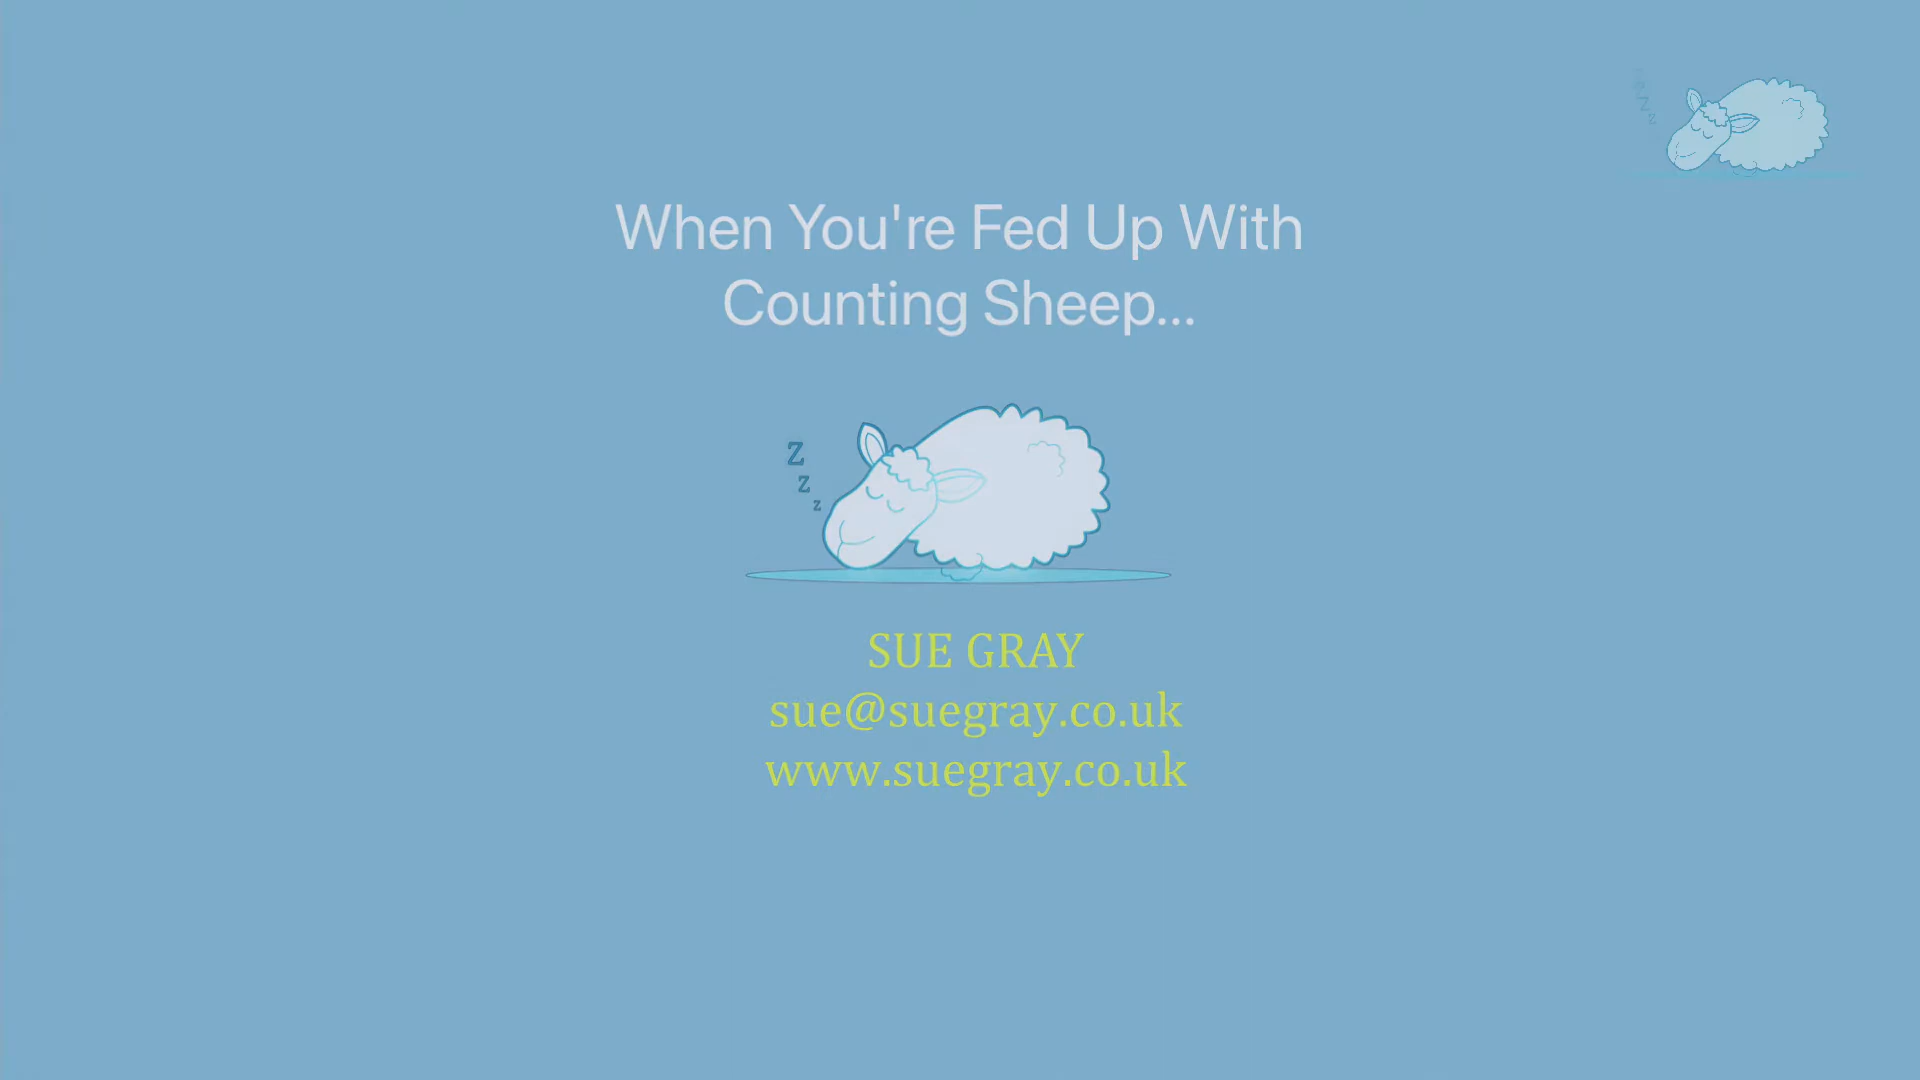 When You're Fed Up With
Counting Sheep...
Z
Z
z
Z
Z
z
SUE GRAY
sue@suegray.co.uk
www.suegray.co.uk